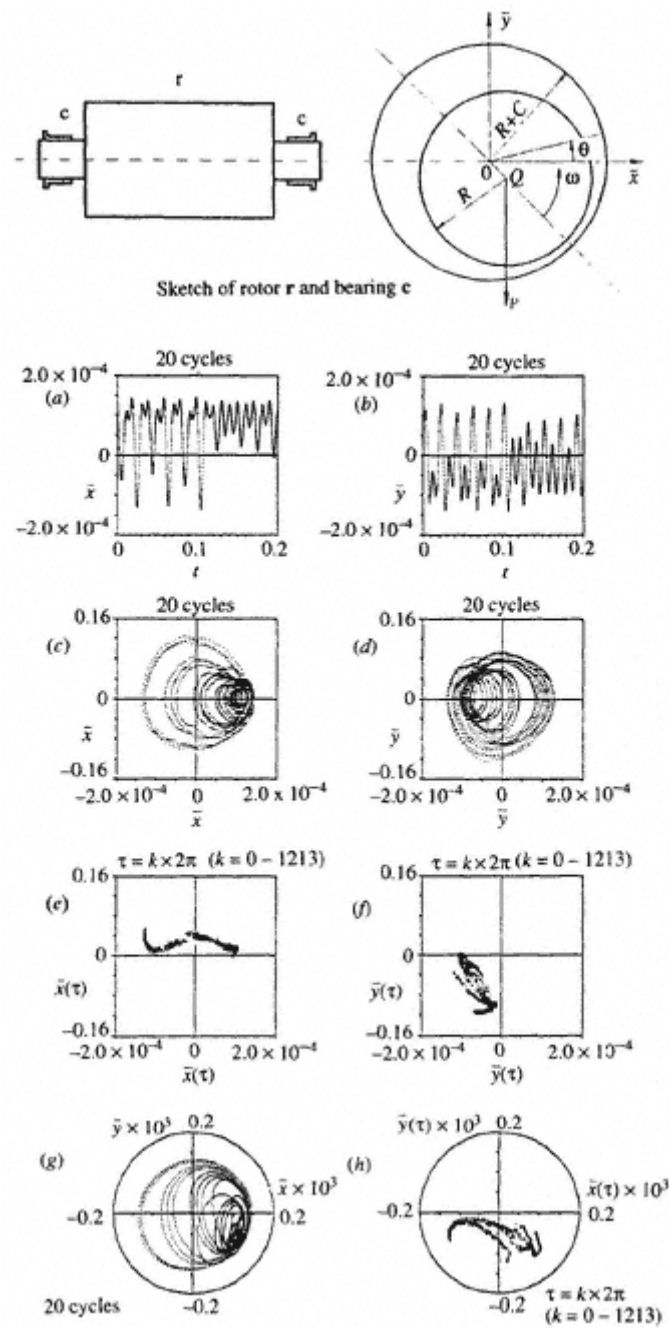 r
c
c
ȳ
R+C
θ
0
Q
ω
x̄
R
Sketch of rotor r and bearing c
20 cycles
2.0 × 10⁻⁴
(a)
0
x̄
−2.0 × 10⁻⁴
0
0.1
0.2
t
20 cycles
2.0 × 10⁻⁴
(b)
0
ȳ
−2.0 × 10⁻⁴
0
0.1
0.2
t
20 cycles
0.16
(c)
0
−0.16
−2.0 × 10⁻⁴
0
2.0 × 10⁻⁴
x̄
20 cycles
0.16
(d)
0
−0.16
−2.0 × 10⁻⁴
0
2.0 × 10⁻⁴
ȳ
τ = k × 2π (k = 0 − 1213)
0.16
(e)
0
−0.16
−2.0 × 10⁻⁴
0
2.0 × 10⁻⁴
x̄(τ)
τ = k × 2π (k = 0 − 1213)
0.16
(f)
0
−0.16
−2.0 × 10⁻⁴
0
2.0 × 10⁻⁴
ȳ(τ)
ȳ × 10³
0.2
(g)
x̄ × 10³
−0.2
0.2
−0.2
20 cycles
ȳ(τ) × 10³
0.2
(h)
x̄(τ) × 10³
−0.2
0.2
−0.2
τ = k × 2π
(k = 0 − 1213)